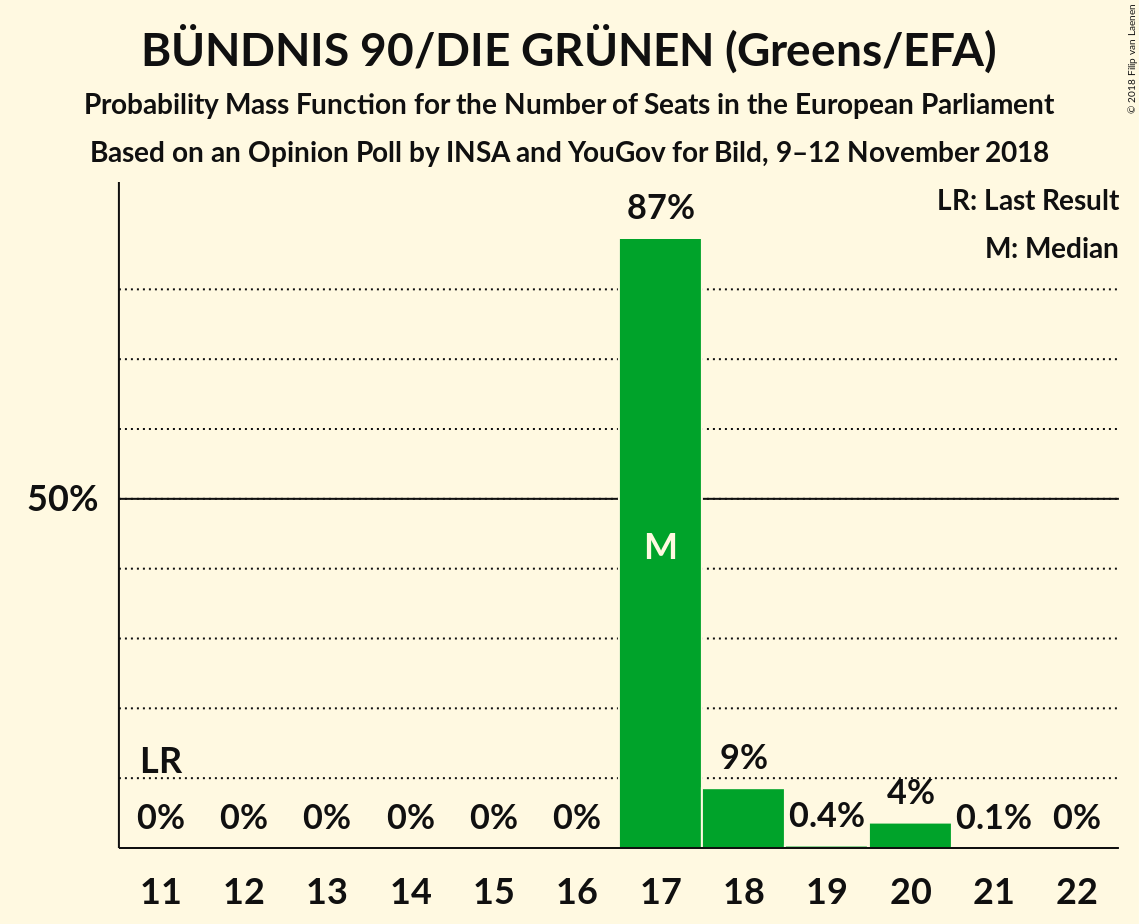 BÜNDNIS 90/DIE GRÜNEN (Greens/EFA)
Probability Mass Function for the Number of Seats in the European Parliament
Based on an Opinion Poll by INSA and YouGov for Bild, 9–12 November 2018
© 2018 Filip van Laenen
LR: Last Result
M: Median
87%
50%
M
LR
9%
4%
0% 0% 0% 0% 0% 0% 0.4% 0.1% 0%
11 12 13 14 15 16 17 18 19 20 21 22